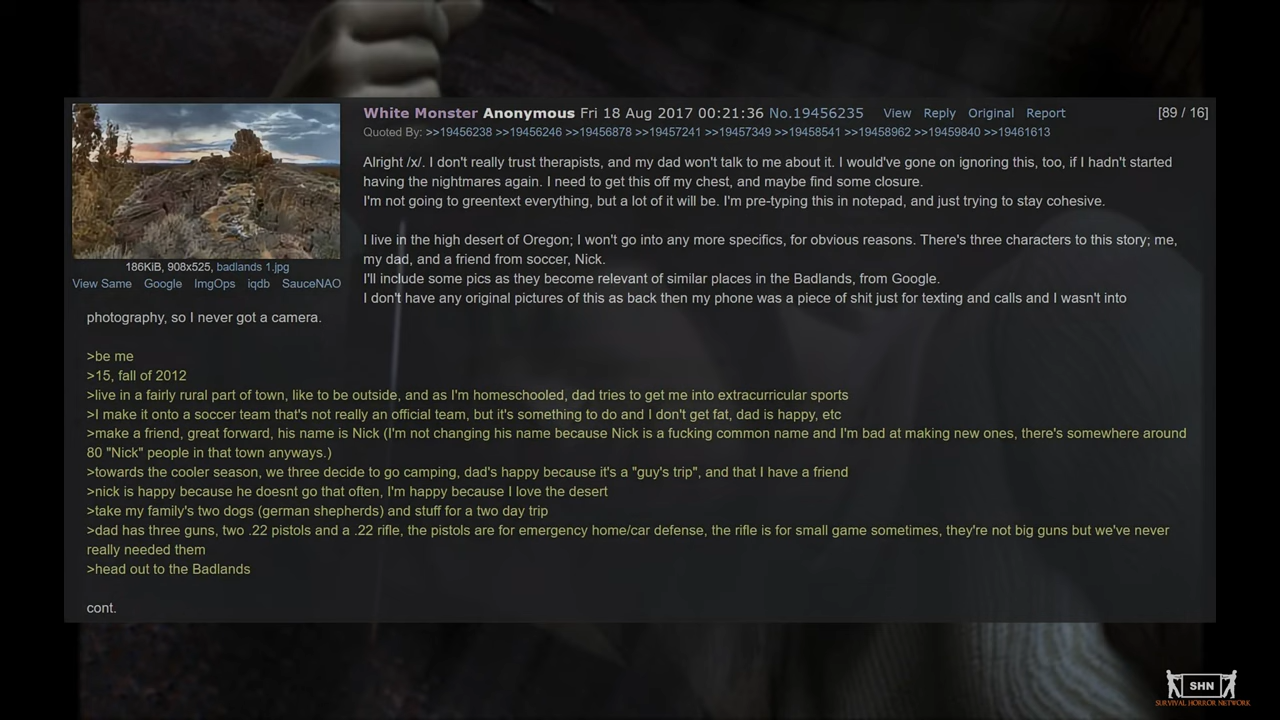 White Monster Anonymous Fri 18 Aug 2017 00:21:36 No.19456235 View Reply Original Report [89 / 16]
Quoted By: >>19456238 >>19456246 >>19456878 >>19457241 >>19457349 >>19458541 >>19458962 >>19459840 >>19461613
Alright /x/. I don't really trust therapists, and my dad won't talk to me about it. I would've gone on ignoring this, too, if I hadn't started
having the nightmares again. I need to get this off my chest, and maybe find some closure.
I'm not going to greentext everything, but a lot of it will be. I'm pre-typing this in notepad, and just trying to stay cohesive.
I live in the high desert of Oregon; I won't go into any more specifics, for obvious reasons. There's three characters to this story; me,
my dad, and a friend from soccer, Nick.
186KiB, 908x525, badlands 1.jpg
I'll include some pics as they become relevant of similar places in the Badlands, from Google.
View Same Google ImgOps iqdb SauceNAO
I don't have any original pictures of this as back then my phone was a piece of shit just for texting and calls and I wasn't into
photography, so I never got a camera.
>be me
>15, fall of 2012
>live in a fairly rural part of town, like to be outside, and as I'm homeschooled, dad tries to get me into extracurricular sports
>I make it onto a soccer team that's not really an official team, but it's something to do and I don't get fat, dad is happy, etc
>make a friend, great forward, his name is Nick (I'm not changing his name because Nick is a fucking common name and I'm bad at making new ones, there's somewhere around
80 "Nick" people in that town anyways.)
>towards the cooler season, we three decide to go camping, dad's happy because it's a "guy's trip", and that I have a friend
>nick is happy because he doesnt go that often, I'm happy because I love the desert
>take my family's two dogs (german shepherds) and stuff for a two day trip
>dad has three guns, two .22 pistols and a .22 rifle, the pistols are for emergency home/car defense, the rifle is for small game sometimes, they're not big guns but we've never
really needed them
>head out to the Badlands
cont.
SHN
SURVIVAL HORROR NETWORK